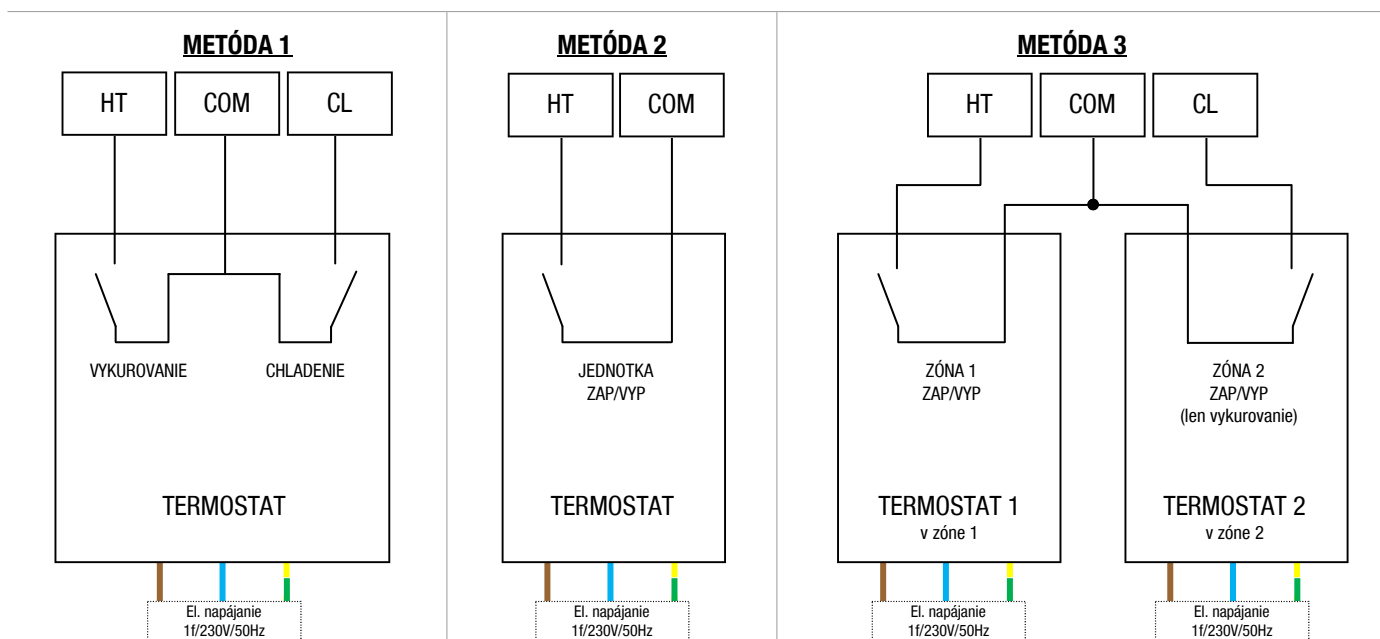 METÓDA 1
HT
COM
CL
VYKUROVANIE
CHLADENIE
TERMOSTAT
El. napájanie
1f/230V/50Hz
METÓDA 2
HT
COM
JEDNOTKA
ZAP/VYP
TERMOSTAT
El. napájanie
1f/230V/50Hz
METÓDA 3
HT
COM
CL
ZÓNA 1
ZAP/VYP
TERMOSTAT 1
v zóne 1
El. napájanie
1f/230V/50Hz
ZÓNA 2
ZAP/VYP
(len vykurovanie)
TERMOSTAT 2
v zóne 2
El. napájanie
1f/230V/50Hz